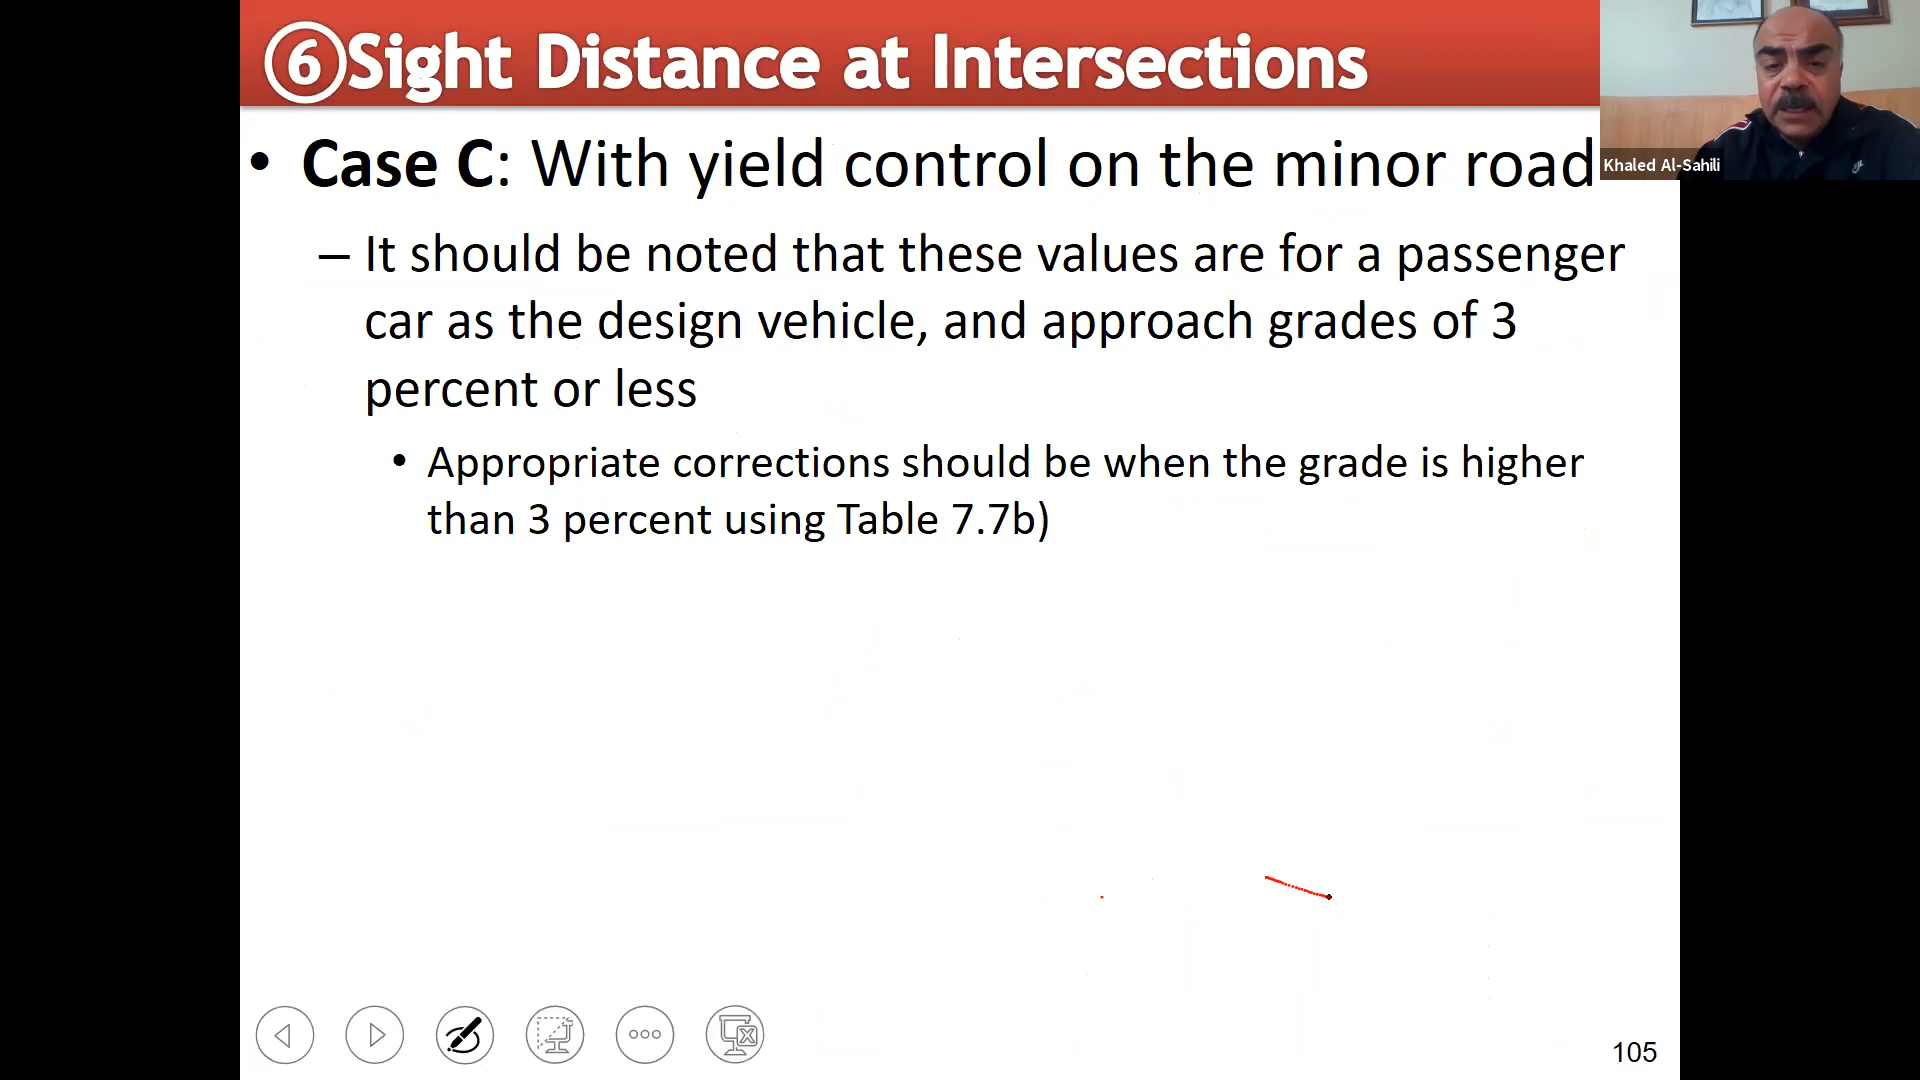 ⑥Sight Distance at Intersections
Khaled Al-Sahili
• Case C: With yield control on the minor road
– It should be noted that these values are for a passenger
car as the design vehicle, and approach grades of 3
percent or less
• Appropriate corrections should be when the grade is higher
than 3 percent using Table 7.7b)
105